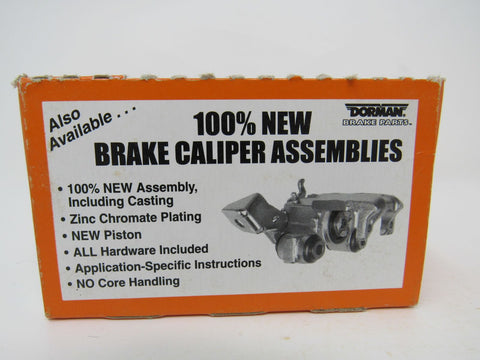 Also
Available . . .
DORMAN®
BRAKE PARTS™
100% NEW
BRAKE CALIPER ASSEMBLIES
• 100% NEW Assembly,
Including Casting
• Zinc Chromate Plating
• NEW Piston
• ALL Hardware Included
• Application-Specific Instructions
• NO Core Handling